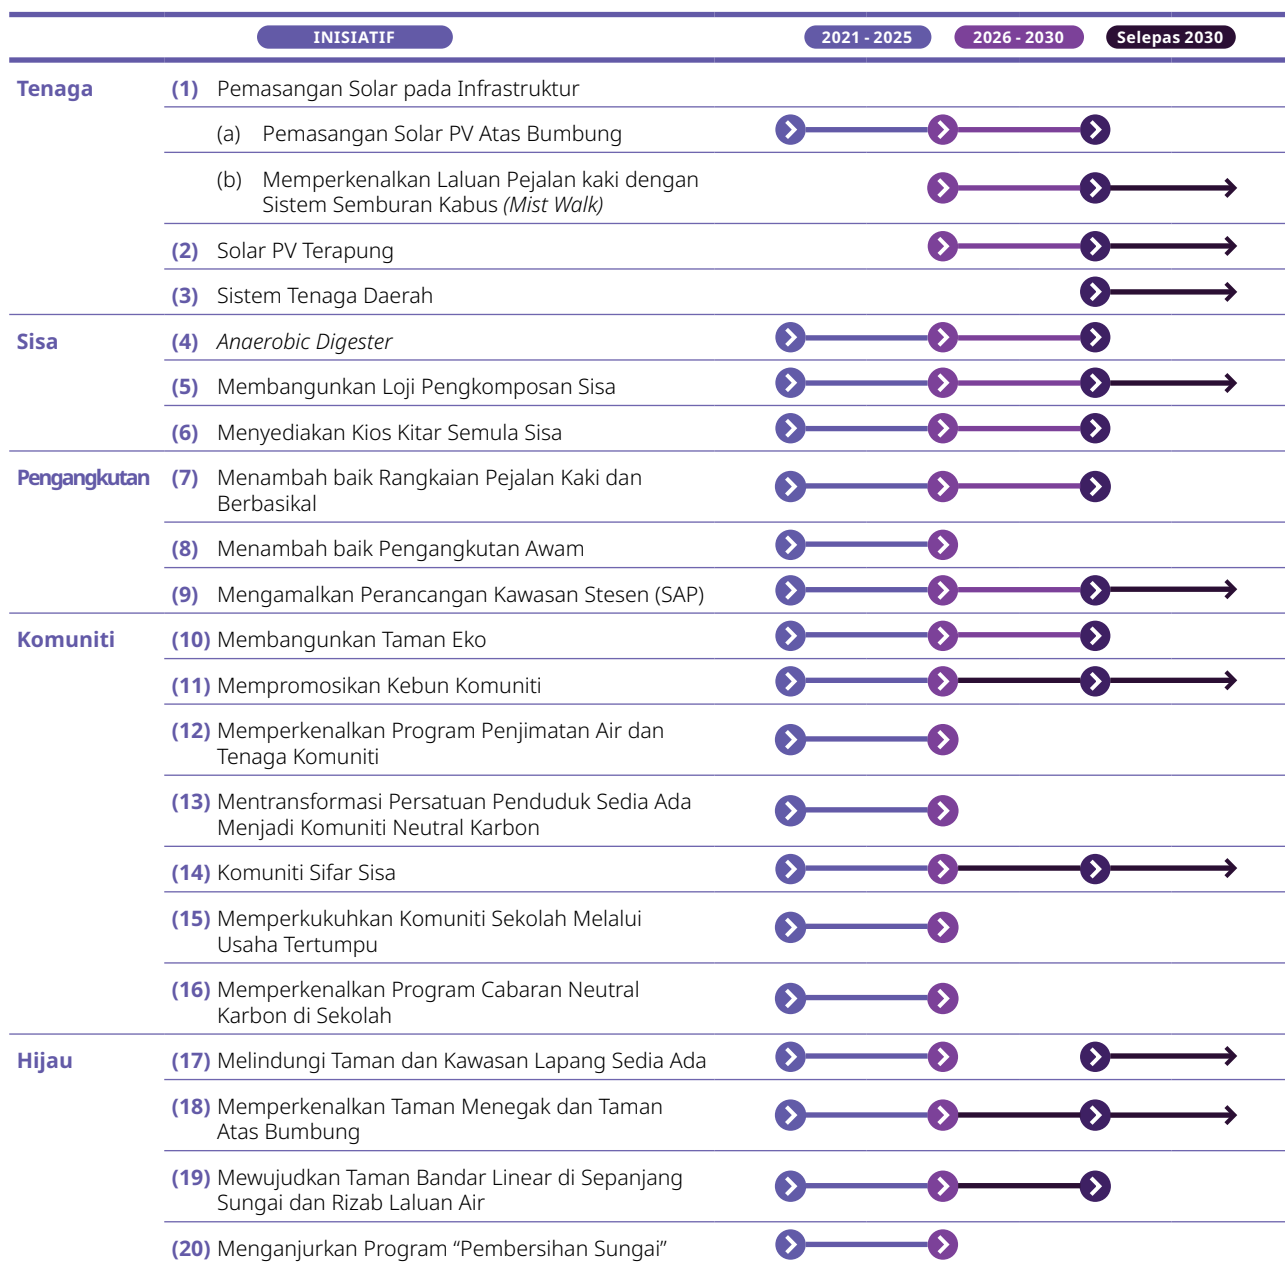 INISIATIF 2021 - 2025 2026 - 2030 Selepas 2030
Tenaga (1) Pemasangan Solar pada Infrastruktur
(a) Pemasangan Solar PV Atas Bumbung
(b) Memperkenalkan Laluan Pejalan kaki dengan
Sistem Semburan Kabus (Mist Walk)
(2) Solar PV Terapung
(3) Sistem Tenaga Daerah
Sisa (4) Anaerobic Digester
(5) Membangunkan Loji Pengkomposan Sisa
(6) Menyediakan Kios Kitar Semula Sisa
Pengangkutan (7) Menambah baik Rangkaian Pejalan Kaki dan
Berbasikal
(8) Menambah baik Pengangkutan Awam
(9) Mengamalkan Perancangan Kawasan Stesen (SAP)
Komuniti (10) Membangunkan Taman Eko
(11) Mempromosikan Kebun Komuniti
(12) Memperkenalkan Program Penjimatan Air dan
Tenaga Komuniti
(13) Mentransformasi Persatuan Penduduk Sedia Ada
Menjadi Komuniti Neutral Karbon
(14) Komuniti Sifar Sisa
(15) Memperkukuhkan Komuniti Sekolah Melalui
Usaha Tertumpu
(16) Memperkenalkan Program Cabaran Neutral
Karbon di Sekolah
Hijau (17) Melindungi Taman dan Kawasan Lapang Sedia Ada
(18) Memperkenalkan Taman Menegak dan Taman
Atas Bumbung
(19) Mewujudkan Taman Bandar Linear di Sepanjang
Sungai dan Rizab Laluan Air
(20) Menganjurkan Program “Pembersihan Sungai”